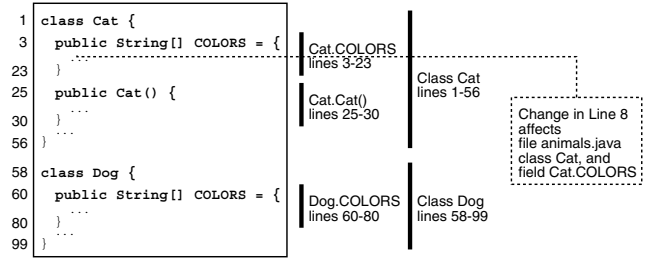 1 class Cat {
3 public String[] COLORS = {
...
23 }
25 public Cat() {
...
30 }
...
56 }
58 class Dog {
60 public String[] COLORS = {
...
80 }
...
99 }
Cat.COLORS
lines 3-23
Cat.Cat()
lines 25-30
Class Cat
lines 1-56
Dog.COLORS
lines 60-80
Class Dog
lines 58-99
Change in Line 8
affects
file animals.java
class Cat, and
field Cat.COLORS